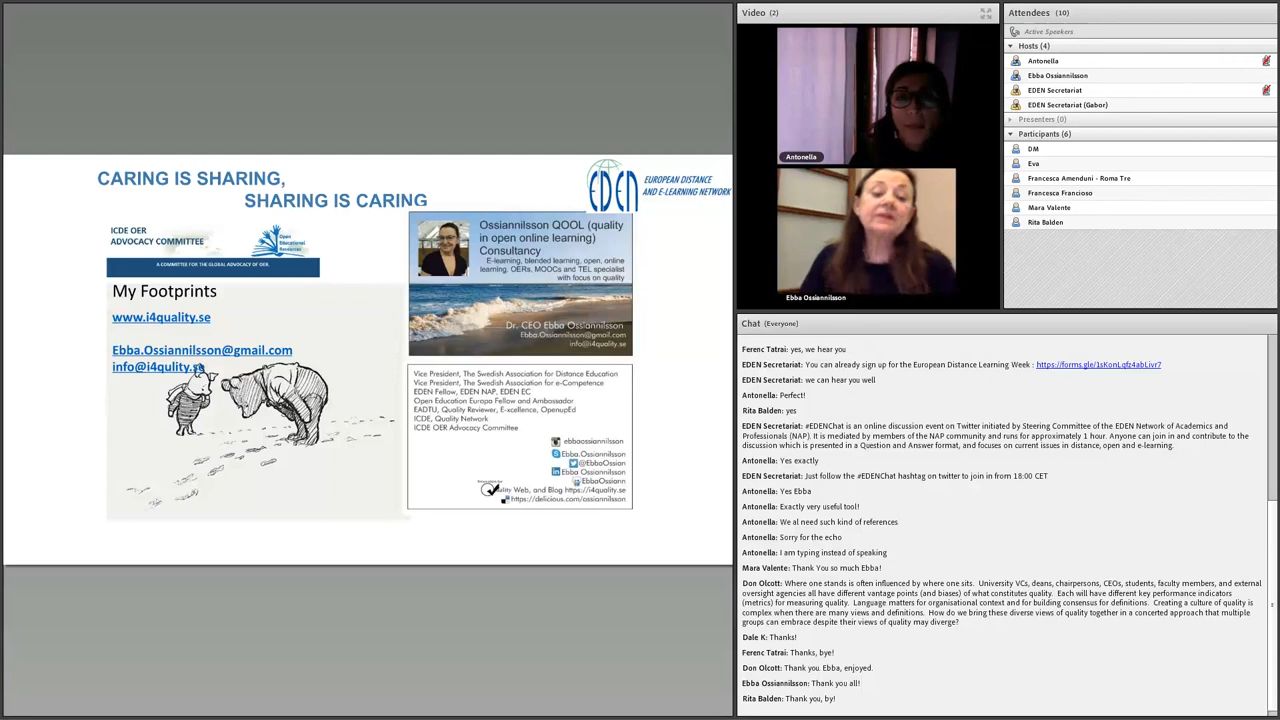 CARING IS SHARING,
SHARING IS CARING
EDEN
EUROPEAN DISTANCE
AND E-LEARNING NETWORK
ICDE OER
ADVOCACY COMMITTEE
Open
Educational
Resources
A COMMITTEE FOR THE GLOBAL ADVOCACY OF OER.
My Footprints
www.i4quality.se
Ebba.Ossiannilsson@gmail.com
info@i4qulity.se
Ossiannilsson QOOL (quality
in open online learning)
Consultancy
E-learning, blended learning, open, online
learning. OERs, MOOCs and TEL specialist
with focus on quality
Dr. CEO Ebba Ossiannilsson
Ebba.Ossiannilsson@gmail.com
info@i4quality.se
Vice President, The Swedish Association for Distance Education
Vice President, The Swedish Association for e-Competence
EDEN Fellow, EDEN NAP, EDEN EC
Open Education Europa Fellow and Ambassador
EADTU, Quality Reviewer, E-xcellence, OpenupEd
ICDE, Quality Network
ICDE OER Advocacy Committee
ebbaossiannilsson
Ebba.Ossiannilsson
@EbbaOssian
Ebba Ossiannilsson
EbbaOssiann
Web, and Blog https://i4quality.se
https://delicious.com/ossiannilsson
Video (2)
Antonella
Ebba Ossiannilsson
Attendees (10)
Active Speakers
Hosts (4)
Antonella
Ebba Ossiannilsson
EDEN Secretariat
EDEN Secretariat (Gabor)
Presenters (0)
Participants (6)
DM
Eva
Francesca Amenduni - Roma Tre
Francesca Francioso
Mara Valente
Rita Balden
Chat (Everyone)
Ferenc Tatrai: yes, we hear you
EDEN Secretariat: You can already sign up for the European Distance Learning Week : https://forms.gle/1sKonLqfz4abLivr7
EDEN Secretariat: we can hear you well
Antonella: Perfect!
Rita Balden: yes
EDEN Secretariat: #EDENChat is an online discussion event on Twitter initiated by Steering Committee of the EDEN Network of Academics and
Professionals (NAP). It is mediated by members of the NAP community and runs for approximately 1 hour. Anyone can join in and contribute to the
discussion which is presented in a Question and Answer format, and focuses on current issues in distance, open and e-learning.
Antonella: Yes exactly
EDEN Secretariat: Just follow the #EDENChat hashtag on twitter to join in from 18:00 CET
Antonella: Yes Ebba
Antonella: Exactly very useful tool!
Antonella: We al need such kind of references
Antonella: Sorry for the echo
Antonella: I am typing instead of speaking
Mara Valente: Thank You so much Ebba!
Don Olcott: Where one stands is often influenced by where one sits. University VCs, deans, chairpersons, CEOs, students, faculty members, and external
oversight agencies all have different vantage points (and biases) of what constitutes quality. Each will have different key performance indicators
(metrics) for measuring quality. Language matters for organisational context and for building consensus for definitions. Creating a culture of quality is
complex when there are many views and definitions. How do we bring these diverse views of quality together in a concerted approach that multiple
groups can embrace despite their views of quality may diverge?
Dale K: Thanks!
Ferenc Tatrai: Thanks, bye!
Don Olcott: Thank you. Ebba, enjoyed.
Ebba Ossiannilsson: Thank you all!
Rita Balden: Thank you, by!